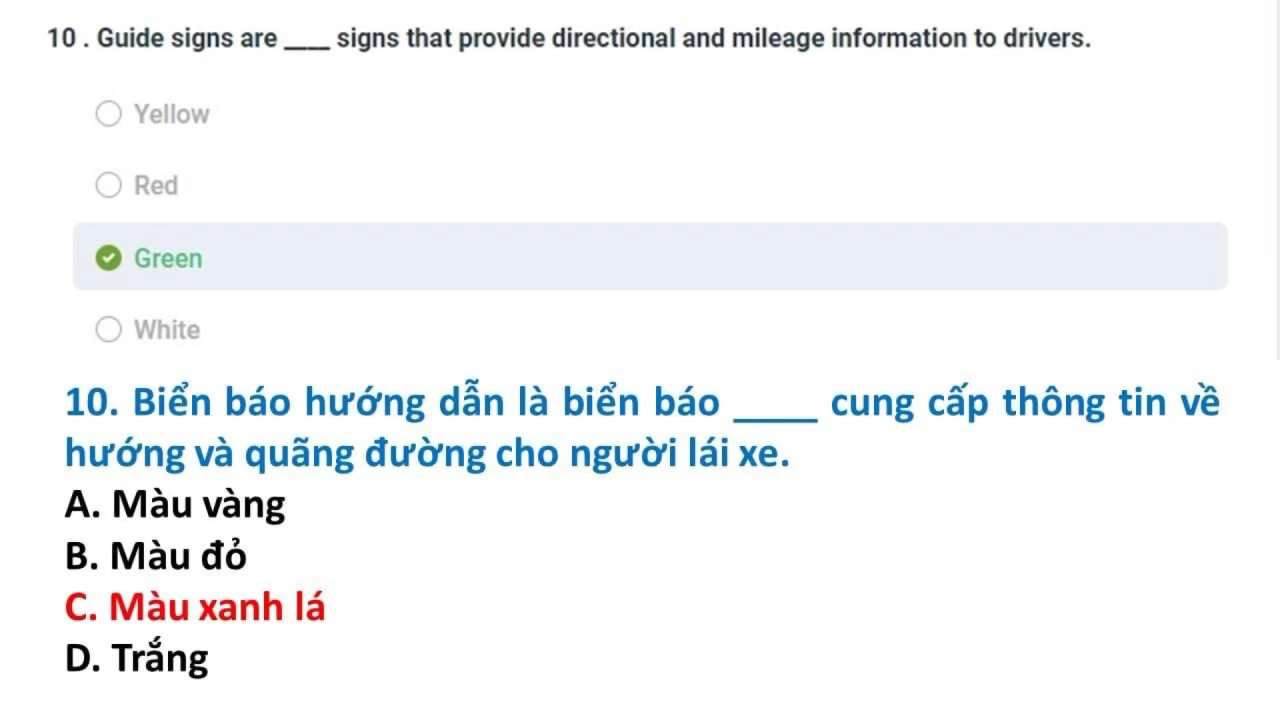 10 . Guide signs are ____ signs that provide directional and mileage information to drivers.
Yellow
Red
Green
White
10. Biển báo hướng dẫn là biển báo ____ cung cấp thông tin về
hướng và quãng đường cho người lái xe.
A. Màu vàng
B. Màu đỏ
C. Màu xanh lá
D. Trắng